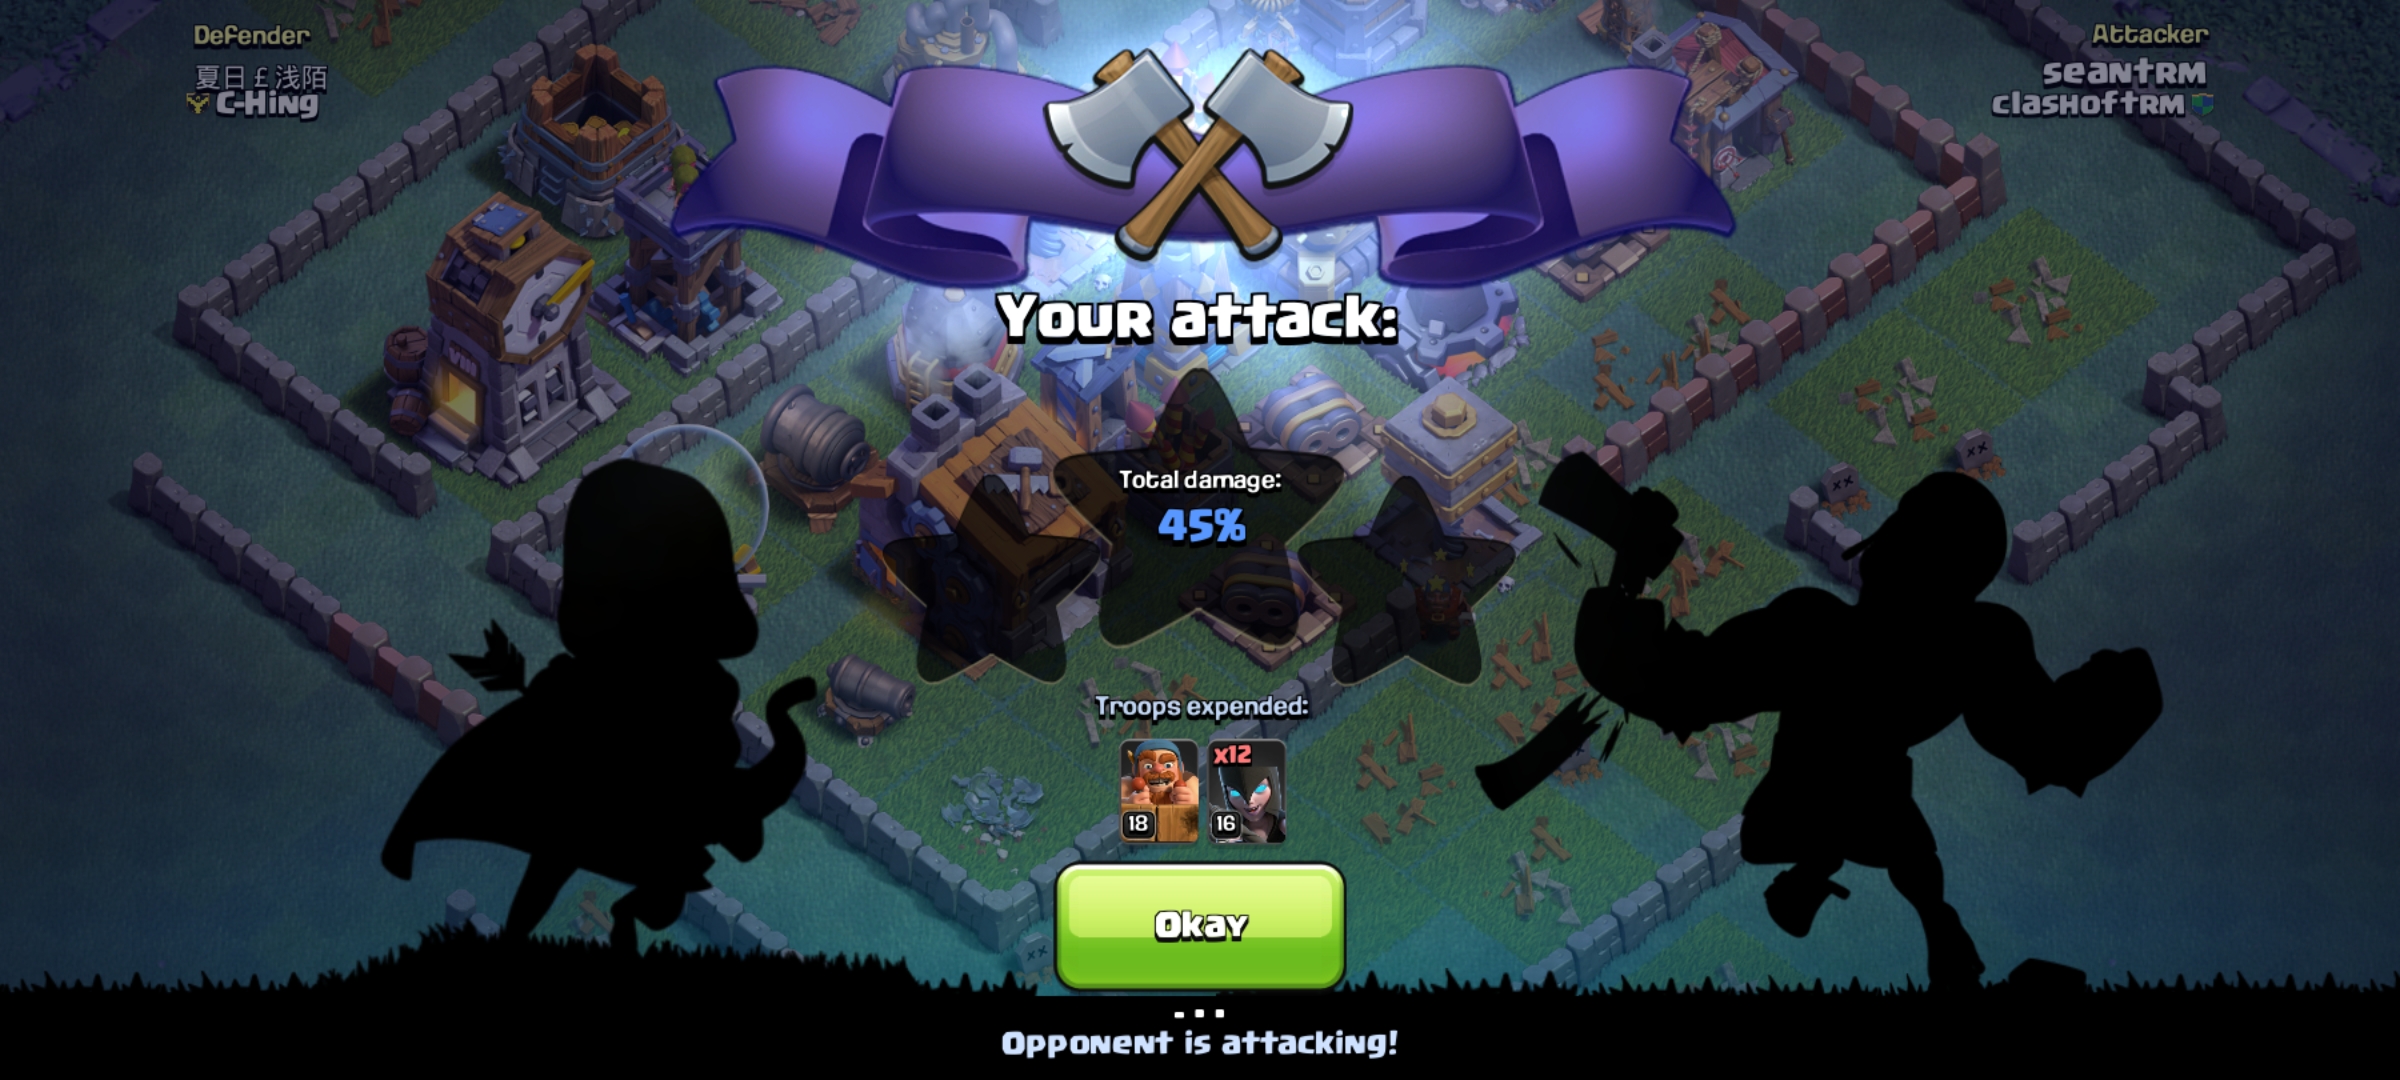 Defender
夏日£浅陌
C-Hing
Attacker
seantRM
clashoftRM
Your attack:
Total damage:
45%
Troops expended:
x12
18
16
Okay
Opponent is attacking!